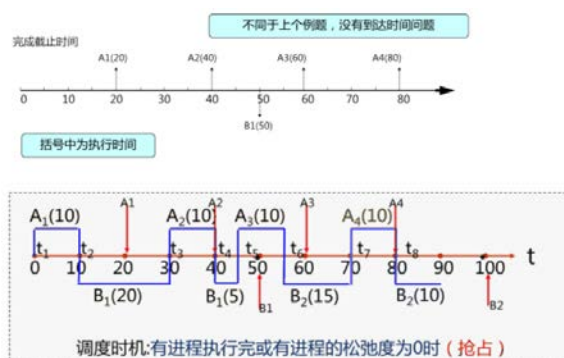 不同于上个例题，没有到达时间问题
完成截止时间
A1(20) A2(40) A3(60) A4(80)
0 10 20 30 40 50 60 70 80
B1(50)
括号中为执行时间
A1 A2 A3 A4
A₁(10) A₂(10) A₃(10) A₄(10)
t₁ t₂ t₃ t₄ t₅ t₆ t₇ t₈ t
0 10 20 30 40 50 60 70 80 90 100
B₁(20) B₁(5) B1 B₂(15) B₂(10) B2
调度时机:有进程执行完或有进程的松弛度为0时（抢占）